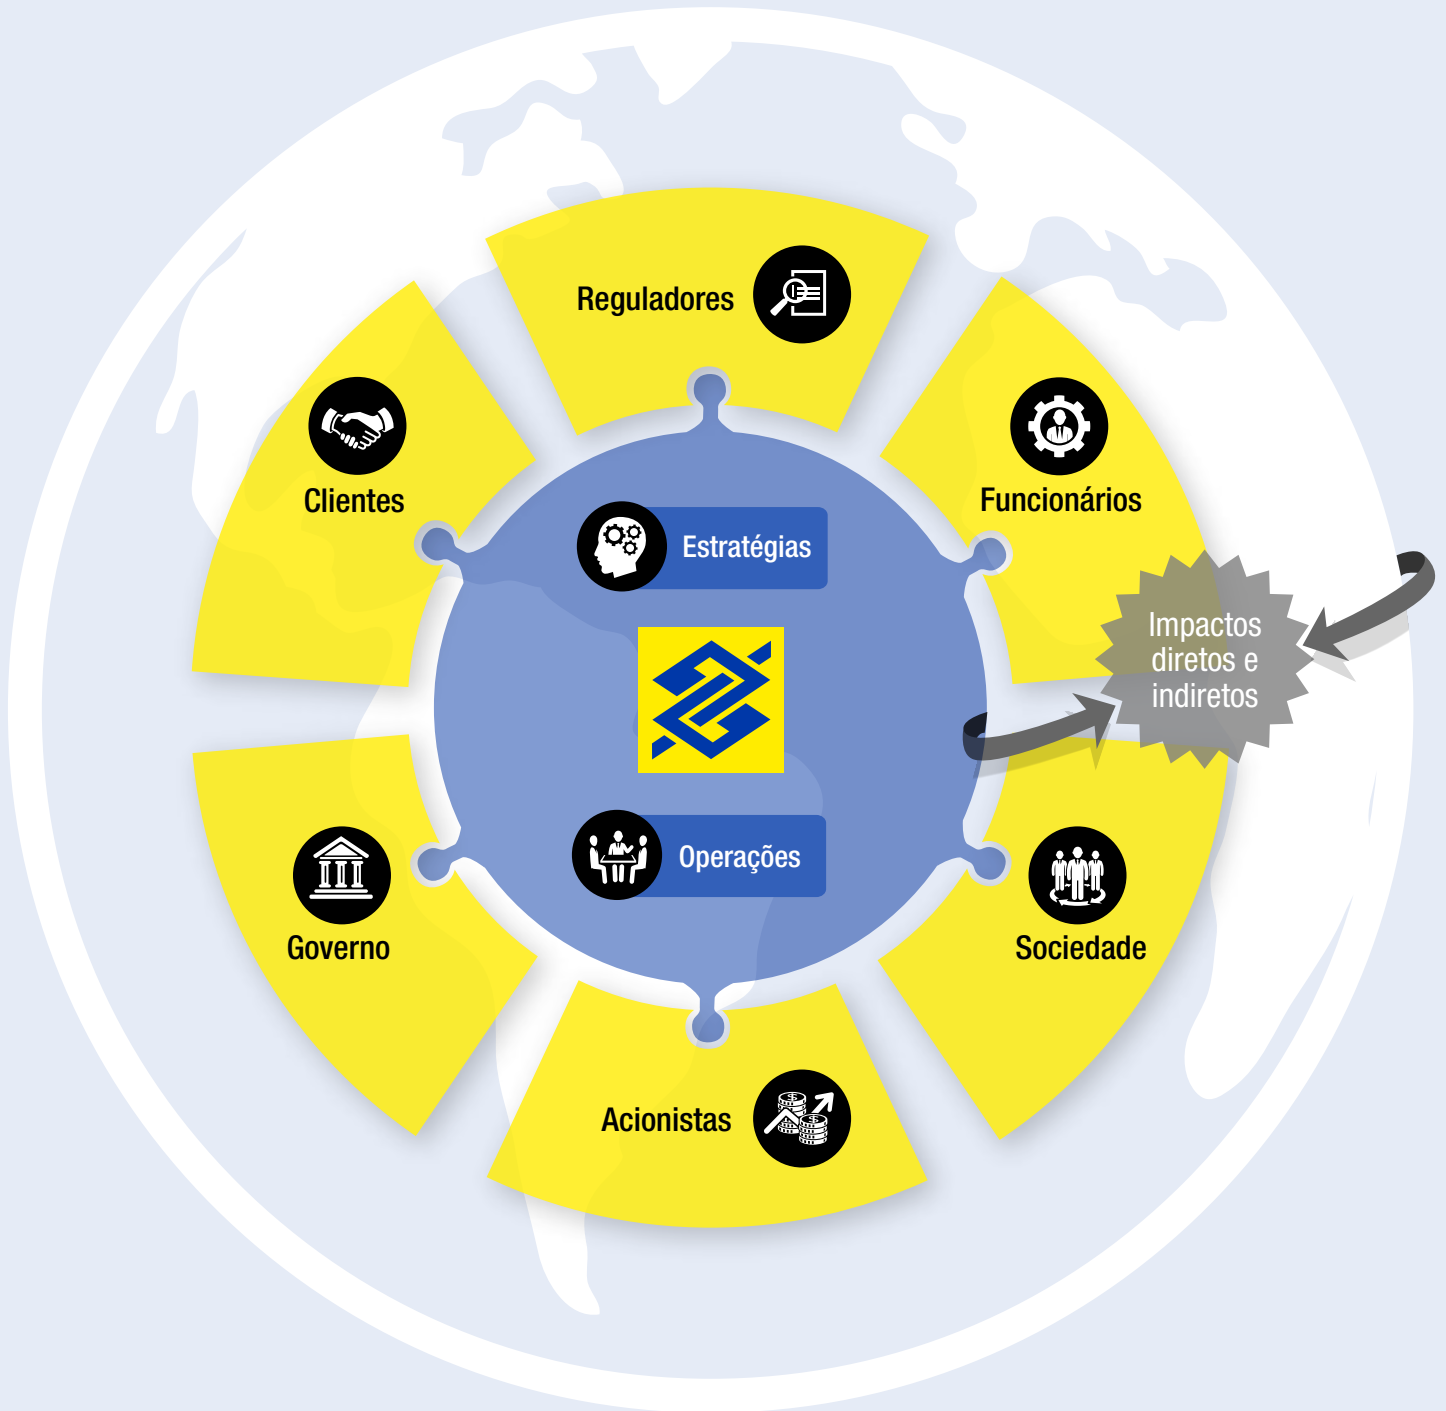 Reguladores
Clientes
Funcionários
Estratégias
Impactos
diretos e
indiretos
Operações
Governo
Sociedade
Acionistas